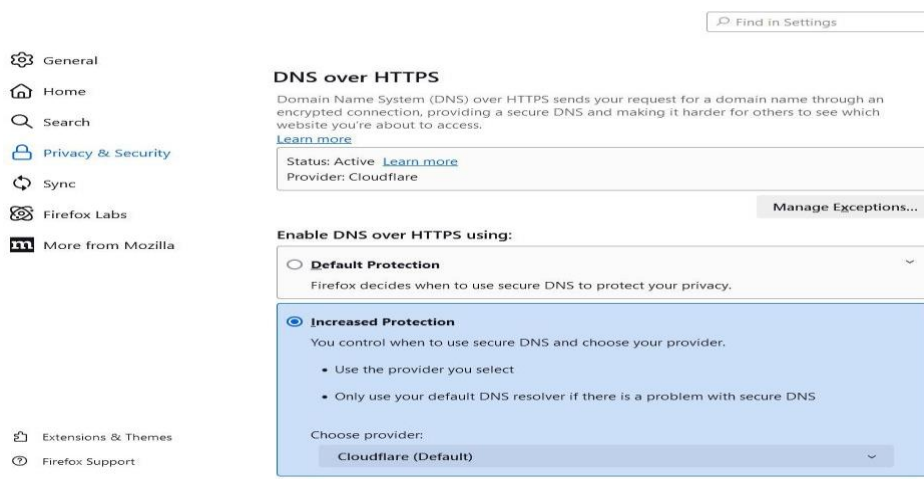 Find in Settings
General
Home
Search
Privacy & Security
Sync
Firefox Labs
More from Mozilla
Extensions & Themes
Firefox Support
DNS over HTTPS
Domain Name System (DNS) over HTTPS sends your request for a domain name through an
encrypted connection, providing a secure DNS and making it harder for others to see which
website you're about to access.
Learn more
Status: Active Learn more
Provider: Cloudflare
Manage Exceptions...
Enable DNS over HTTPS using:
Default Protection
Firefox decides when to use secure DNS to protect your privacy.
Increased Protection
You control when to use secure DNS and choose your provider.
• Use the provider you select
• Only use your default DNS resolver if there is a problem with secure DNS
Choose provider:
Cloudflare (Default)